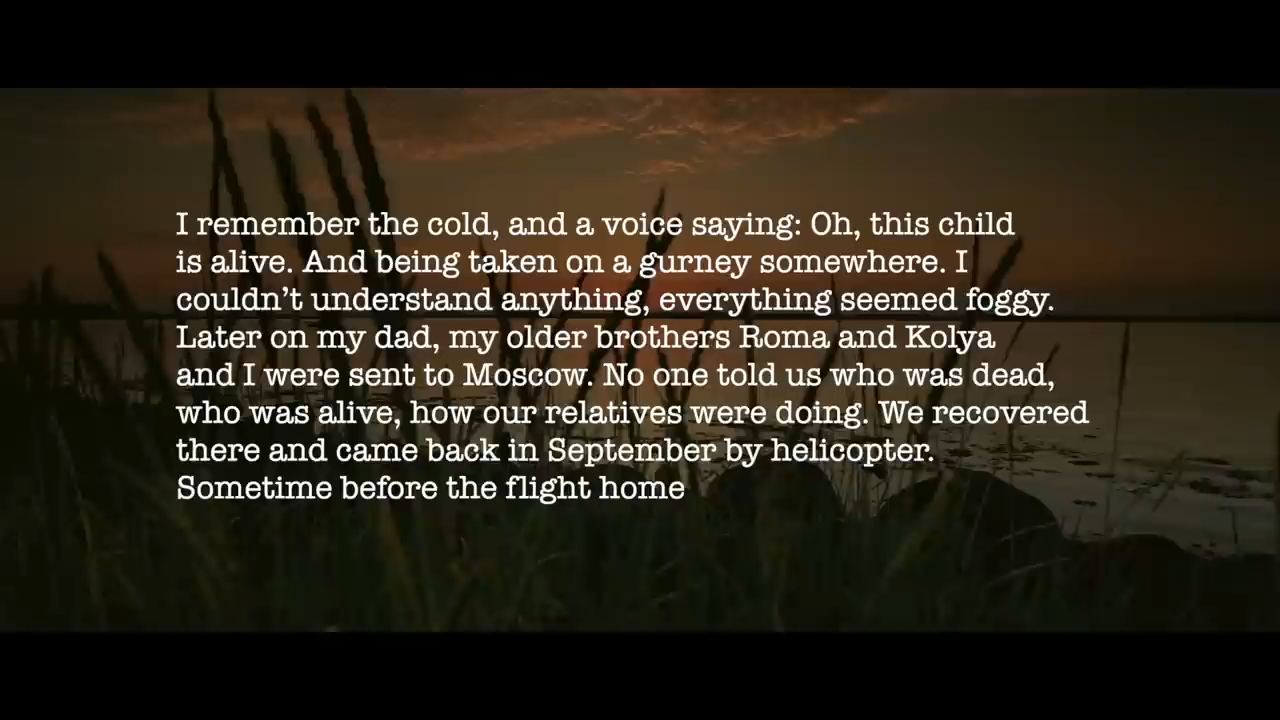 I remember the cold, and a voice saying: Oh, this child
is alive. And being taken on a gurney somewhere. I
couldn’t understand anything, everything seemed foggy.
Later on my dad, my older brothers Roma and Kolya
and I were sent to Moscow. No one told us who was dead,
who was alive, how our relatives were doing. We recovered
there and came back in September by helicopter.
Sometime before the flight home